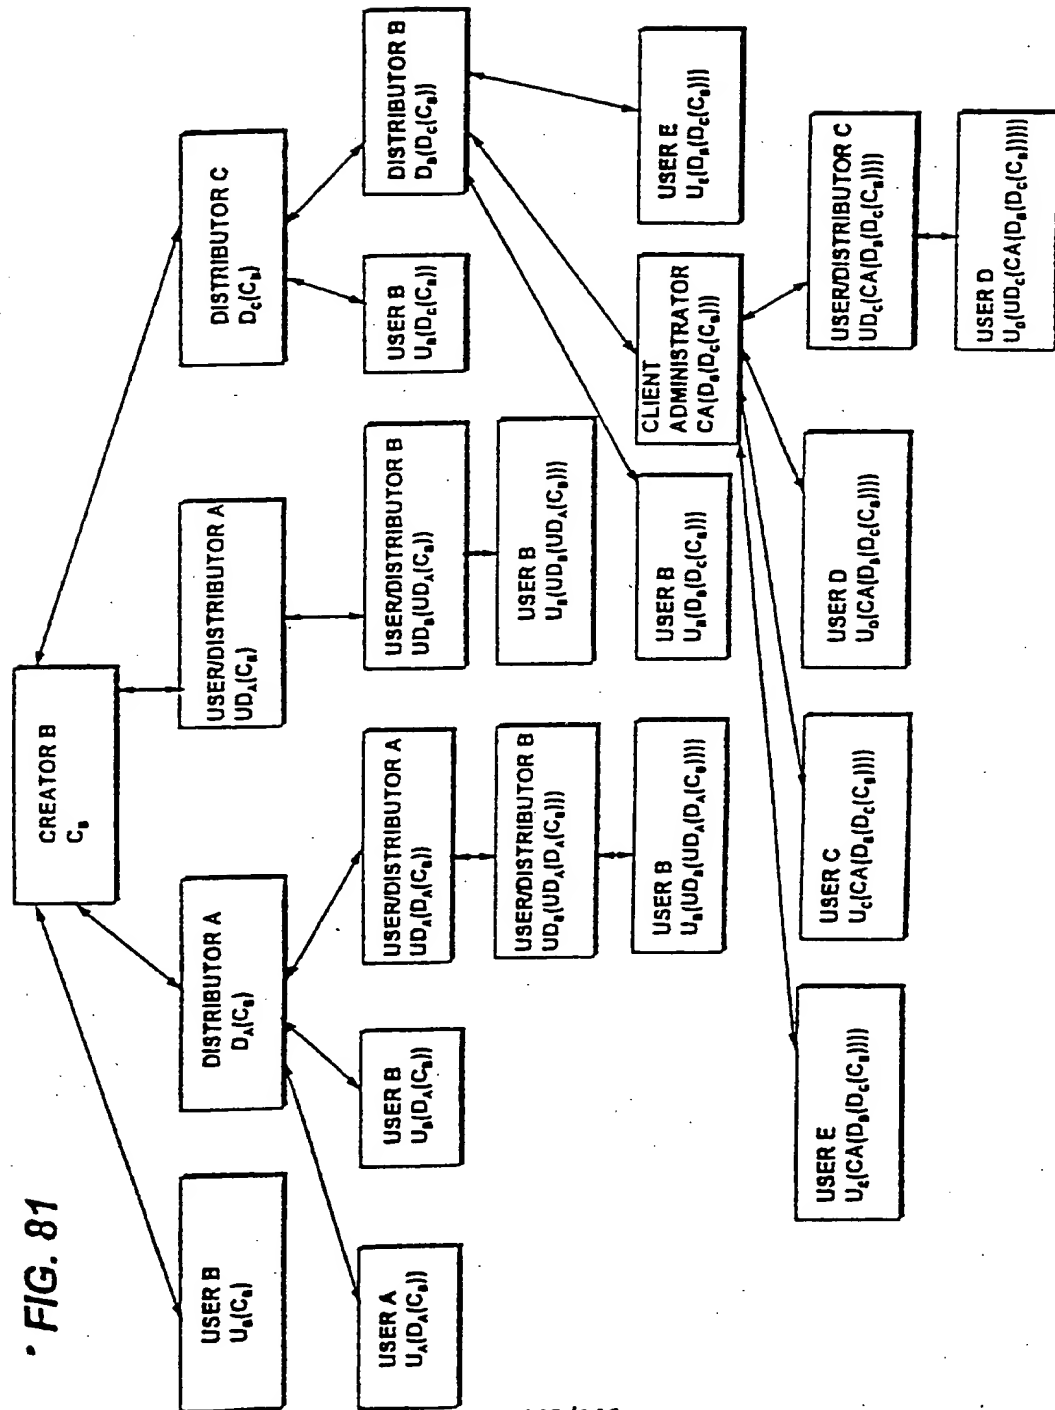 FIG. 81
CREATOR B
C_B
USER B
U_B(C_B)
DISTRIBUTOR A
D_A(C_B)
USER/DISTRIBUTOR A
UD_A(C_B)
DISTRIBUTOR C
D_C(C_B)
USER A
U_A(D_A(C_B))
USER B
U_B(D_A(C_B))
USER/DISTRIBUTOR A
UD_A(D_A(C_B))
USER/DISTRIBUTOR B
UD_B(UD_A(C_B))
USER B
U_B(D_C(C_B))
DISTRIBUTOR B
D_B(D_C(C_B))
USER/DISTRIBUTOR B
UD_B(UD_A(D_A(C_B)))
USER B
U_B(UD_B(UD_A(C_B)))
USER B
U_B(UD_B(UD_A(D_A(C_B))))
USER B
U_B(D_B(D_C(C_B)))
CLIENT
ADMINISTRATOR
CA(D_B(D_C(C_B)))
USER E
U_E(D_B(D_C(C_B)))
USER E
U_E(CA(D_B(D_C(C_B))))
USER C
U_C(CA(D_B(D_C(C_B))))
USER D
U_D(CA(D_B(D_C(C_B))))
USER/DISTRIBUTOR C
UD_C(CA(D_B(D_C(C_B))))
USER D
U_D(UD_C(CA(D_B(D_C(C_B)))))